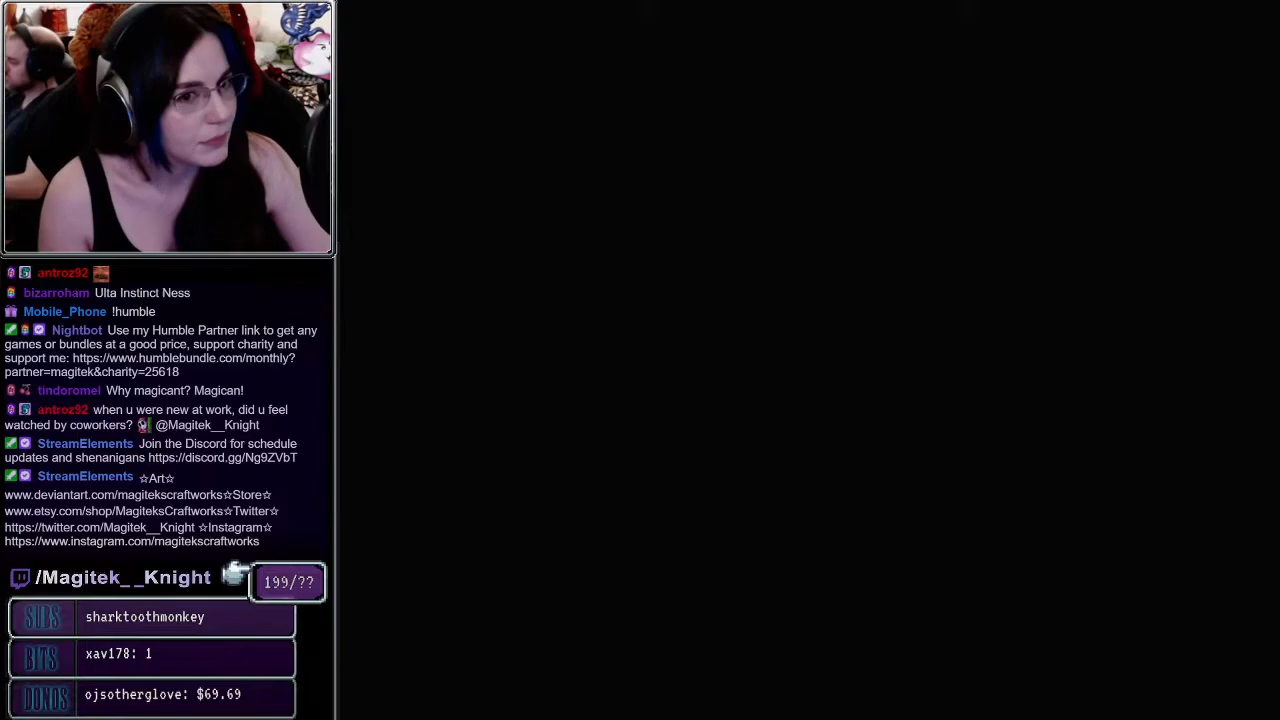 antroz92
bizarroham Ulta Instinct Ness
Mobile_Phone !humble
Nightbot Use my Humble Partner link to get any
games or bundles at a good price, support charity and
support me: https://www.humblebundle.com/monthly?
partner=magitek&charity=25618
tindoromel Why magicant? Magican!
antroz92 when u were new at work, did u feel
watched by coworkers? @Magitek__Knight
StreamElements Join the Discord for schedule
updates and shenanigans https://discord.gg/Ng9ZVbT
StreamElements ☆Art☆
www.deviantart.com/magitekscraftworks☆Store☆
www.etsy.com/shop/MagiteksCraftworks☆Twitter☆
https://twitter.com/Magitek__Knight ☆Instagram☆
https://www.instagram.com/magitekscraftworks
/Magitek__Knight
199/??
SUBS sharktoothmonkey
BITS xav178: 1
DONOS ojsotherglove: $69.69